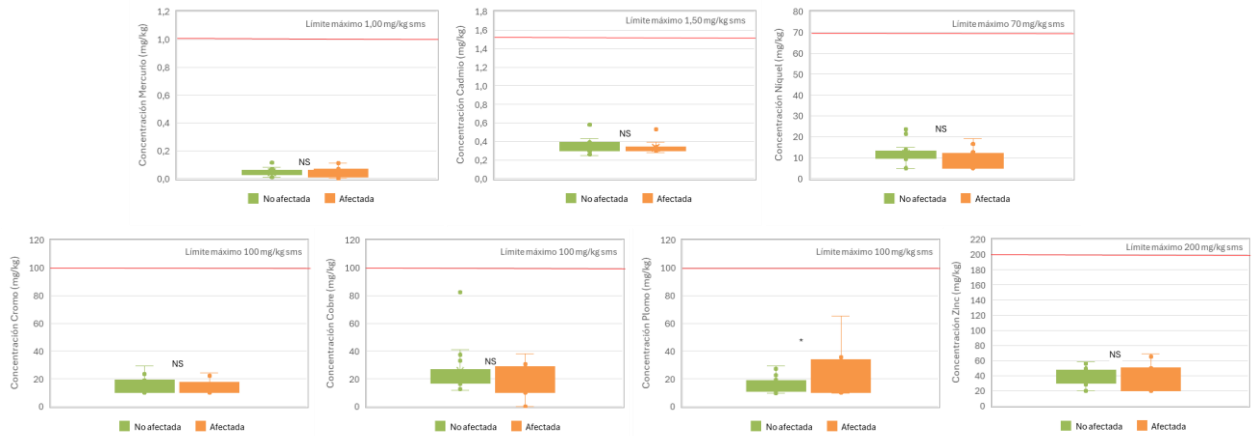 Límite máximo 1,00 mg/kg sms
Concentración Mercurio (mg/kg)
1,2
1,0
0,8
0,6
0,4
0,2
0,0
NS
No afectada
Afectada
Límite máximo 1,50 mg/kg sms
Concentración Cadmio (mg/kg)
1,8
1,6
1,4
1,2
1,0
0,8
0,6
0,4
0,2
0,0
NS
No afectada
Afectada
Límite máximo 70 mg/kg sms
Concentración Níquel (mg/kg)
80
70
60
50
40
30
20
10
0
NS
No afectada
Afectada
Límite máximo 100 mg/kg sms
Concentración Cromo (mg/kg)
120
100
80
60
40
20
0
NS
No afectada
Afectada
Límite máximo 100 mg/kg sms
Concentración Cobre (mg/kg)
120
100
80
60
40
20
0
NS
No afectada
Afectada
Límite máximo 100 mg/kg sms
Concentración Plomo (mg/kg)
120
100
80
60
40
20
0
*
No afectada
Afectada
Límite máximo 200 mg/kg sms
Concentración Zinc (mg/kg)
220
200
180
160
140
120
100
80
60
40
20
0
NS
No afectada
Afectada